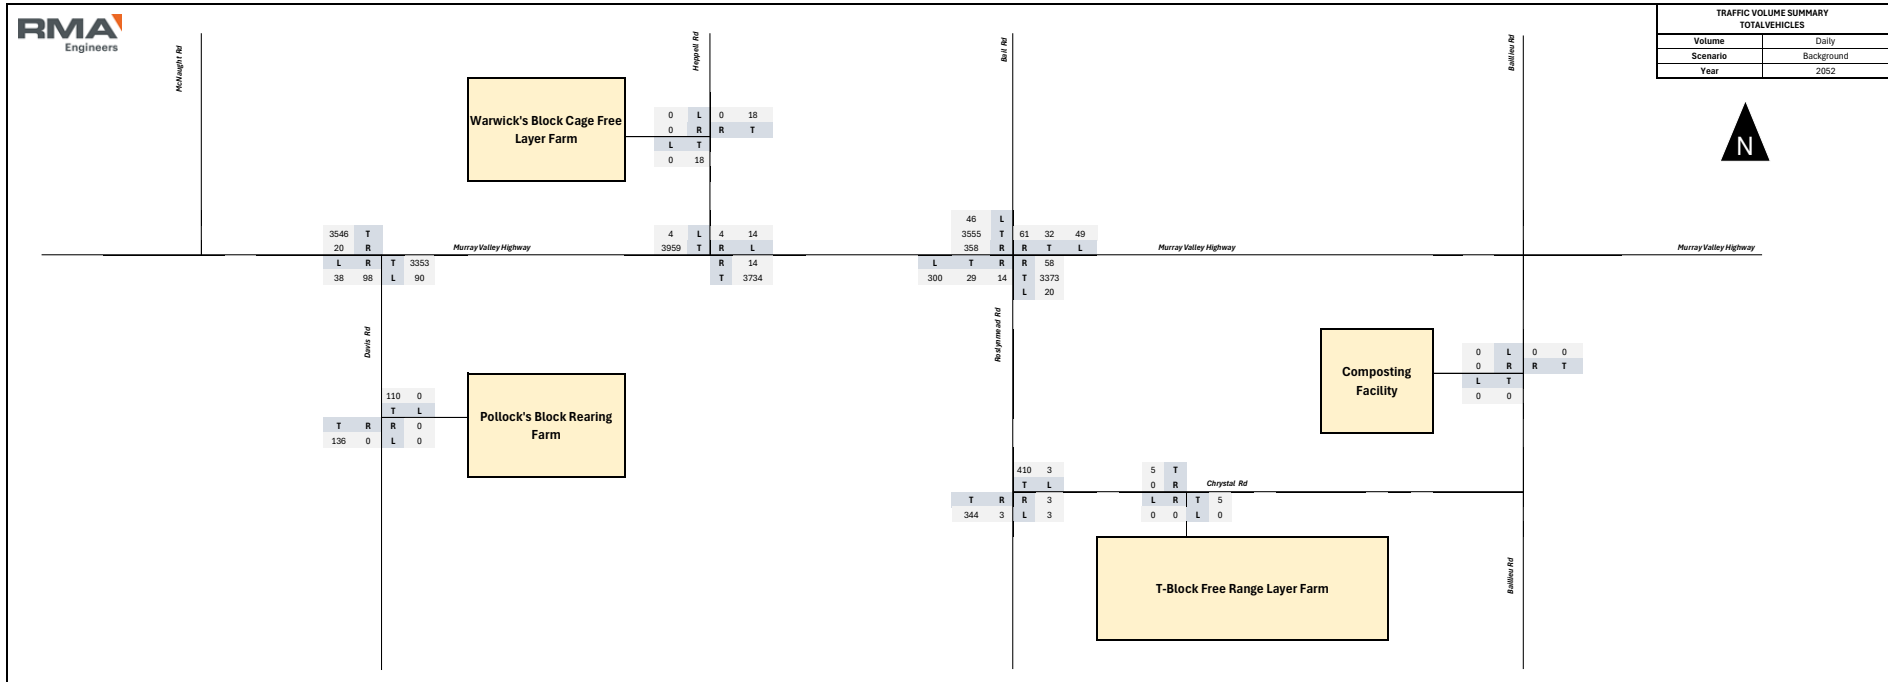 RMA
Engineers
TRAFFIC VOLUME SUMMARY
TOTALVEHICLES
Volume Daily
Scenario Background
Year 2052
McNaught Rd
Heppell Rd
Ball Rd
Baillieu Rd
N
Warwick's Block Cage Free
Layer Farm
0 L 0 18
0 R R T
L T
0 18
3546 T
20 R
L R T 3353
38 98 L 90
Murray Valley Highway
4 L 4 14
3959 T R L
R 14
T 3734
46 L
3555 T 61 32 49
358 R R T L
L T R R 58
300 29 14 T 3373
L 20
Murray Valley Highway
Murray Valley Highway
Davis Rd
Roslynmead Rd
Pollock's Block Rearing
Farm
110 0
T L
T R R 0
136 0 L 0
Composting
Facility
0 L 0 0
0 R R T
L T
0 0
410 3
T L
T R R 3
344 3 L 3
5 T
0 R
L R T 5
0 0 L 0
Chrystal Rd
T-Block Free Range Layer Farm
Baillieu Rd